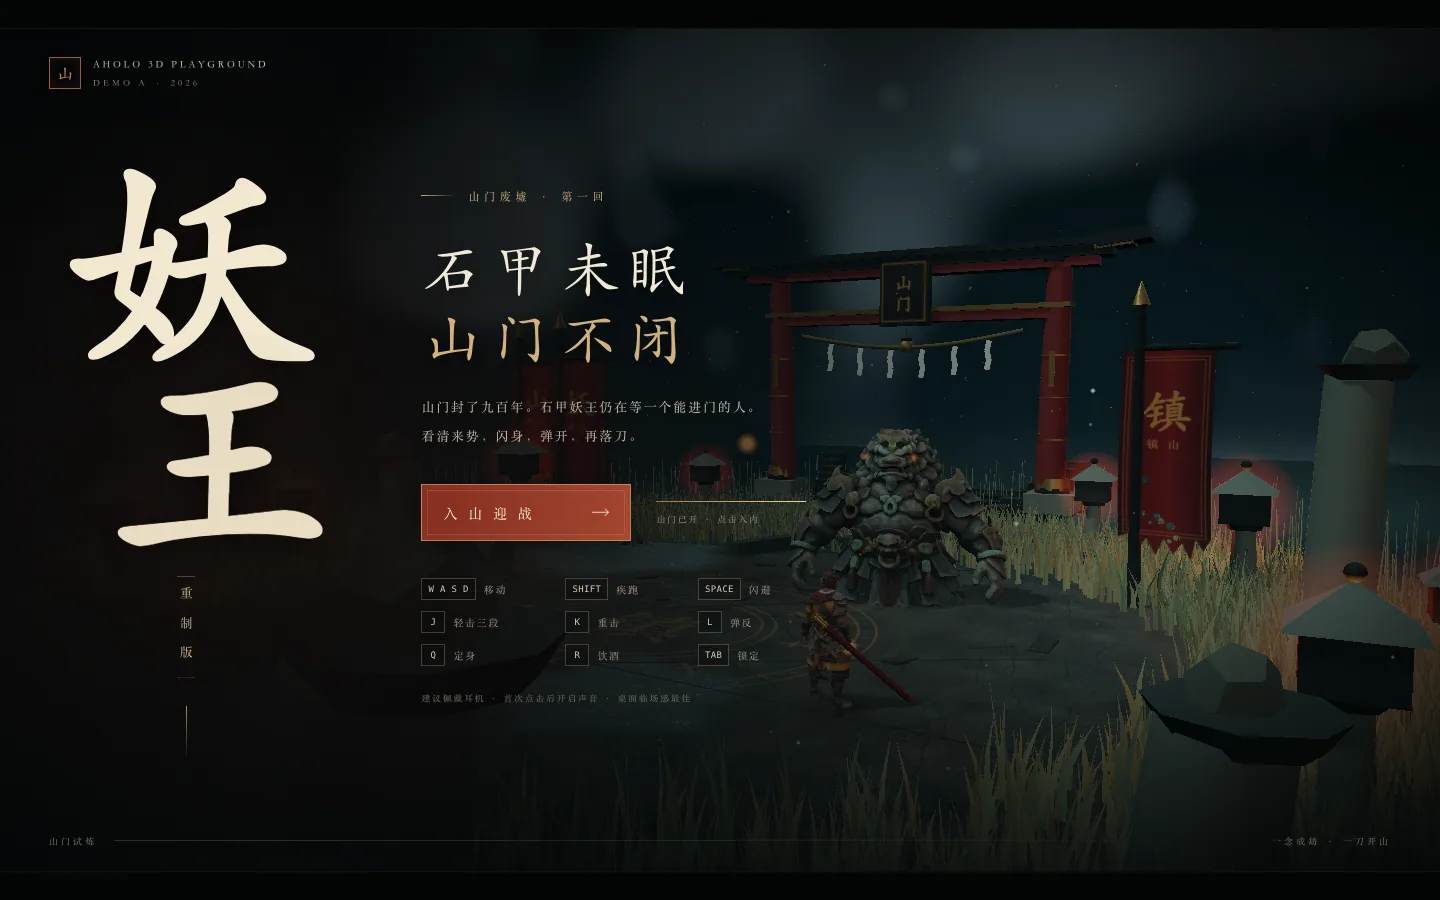 山
AHOLO 3D PLAYGROUND
DEMO A · 2026
妖王
重制版
山门废墟 · 第一回
石甲未眠
山门不闭
山门封了九百年。石甲妖王仍在等一个能进门的人。
看清来势，闪身，弹开，再落刀。
入山迎战 →
山门已开 · 点击入内
W A S D 移动 SHIFT 疾跑 SPACE 闪避
J 轻击三段 K 重击 L 弹反
Q 定身 R 饮酒 TAB 锁定
建议佩戴耳机 · 首次点击后开启声音 · 桌面临场感最佳
山门
镇
镇山
山门试炼
一念成劫 · 一刀开山